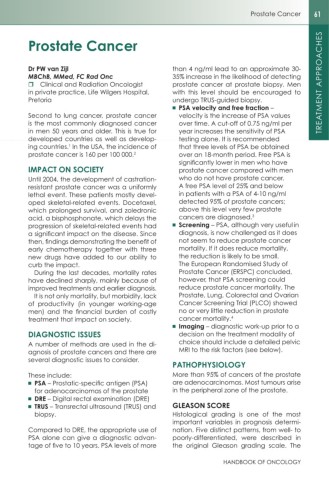 Prostate Cancer 61
TREATMENT APPROACHES
Prostate Cancer
Dr PW van Zijl
MBChB, MMed, FC Rad Onc
❒ Clinical and Radiation Oncologist
in private practice, Life Wilgers Hospital,
Pretoria
Second to lung cancer, prostate cancer
is the most commonly diagnosed cancer
in men 50 years and older. This is true for
developed countries as well as develop-
ing countries.¹ In the USA, the incidence of
prostate cancer is 160 per 100 000.²
IMPACT ON SOCIETY
Until 2004, the development of castration-
resistant prostate cancer was a uniformly
lethal event. These patients mostly devel-
oped skeletal-related events. Docetaxel,
which prolonged survival, and zoledronic
acid, a bisphosphonate, which delays the
progression of skeletal-related events had
a significant impact on the disease. Since
then, findings demonstrating the benefit of
early chemotherapy together with three
new drugs have added to our ability to
curb the impact.
During the last decades, mortality rates
have declined sharply, mainly because of
improved treatments and earlier diagnosis.
It is not only mortality, but morbidity, lack
of productivity (in younger working-age
men) and the financial burden of costly
treatment that impact on society.
DIAGNOSTIC ISSUES
A number of methods are used in the di-
agnosis of prostate cancers and there are
several diagnostic issues to consider.
These include:
■ PSA – Prostatic-specific antigen (PSA)
for adenocarcinomas of the prostate
■ DRE – Digital rectal examination (DRE)
■ TRUS – Transrectal ultrasound (TRUS) and
biopsy.
Compared to DRE, the appropriate use of
PSA alone can give a diagnostic advan-
tage of five to 10 years. PSA levels of more
than 4 ng/ml lead to an approximate 30-
35% increase in the likelihood of detecting
prostate cancer at prostate biopsy. Men
with this level should be encouraged to
undergo TRUS-guided biopsy.
■ PSA velocity and free fraction –
velocity is the increase of PSA values
over time. A cut-off of 0.75 ng/ml per
year increases the sensitivity of PSA
testing alone. It is recommended
that three levels of PSA be obtained
over an 18-month period. Free PSA is
significantly lower in men who have
prostate cancer compared with men
who do not have prostate cancer.
A free PSA level of 25% and below
in patients with a PSA of 4-10 ng/ml
detected 95% of prostate cancers;
above this level very few prostate
cancers are diagnosed.³
■ Screening – PSA, although very useful in
diagnosis, is now challenged as it does
not seem to reduce prostate cancer
mortality. If it does reduce mortality,
the reduction is likely to be small.
The European Randomised Study of
Prostate Cancer (ERSPC) concluded,
however, that PSA screening could
reduce prostate cancer mortality. The
Prostate, Lung, Colorectal and Ovarian
Cancer Screening Trial (PLCO) showed
no or very little reduction in prostate
cancer mortality.⁴
■ Imaging – diagnostic work-up prior to a
decision on the treatment modality of
choice should include a detailed pelvic
MRI to the risk factors (see below).
PATHOPHYSIOLOGY
More than 95% of cancers of the prostate
are adenocarcinomas. Most tumours arise
in the peripheral zone of the prostate.
GLEASON SCORE
Histological grading is one of the most
important variables in prognosis determi-
nation. Five distinct patterns, from well- to
poorly-differentiated, were described in
the original Gleason grading scale. The
HANDBOOK OF ONCOLOGY